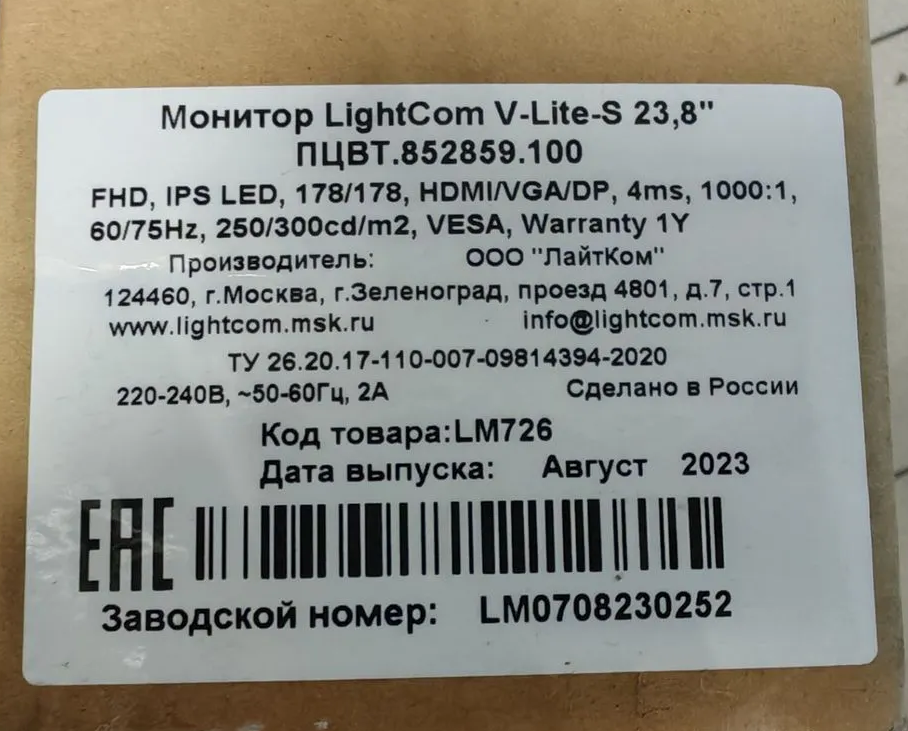 Монитор LightCom V-Lite-S 23,8"
ПЦВТ.852859.100
FHD, IPS LED, 178/178, HDMI/VGA/DP, 4ms, 1000:1,
60/75Hz, 250/300cd/m2, VESA, Warranty 1Y
Производитель: ООО "ЛайтКом"
124460, г.Москва, г.Зеленоград, проезд 4801, д.7, стр.1
www.lightcom.msk.ru info@lightcom.msk.ru
ТУ 26.20.17-110-007-09814394-2020
220-240В, ~50-60Гц, 2А Сделано в России
Код товара:LM726
Дата выпуска: Август 2023
EAC
Заводской номер: LM0708230252